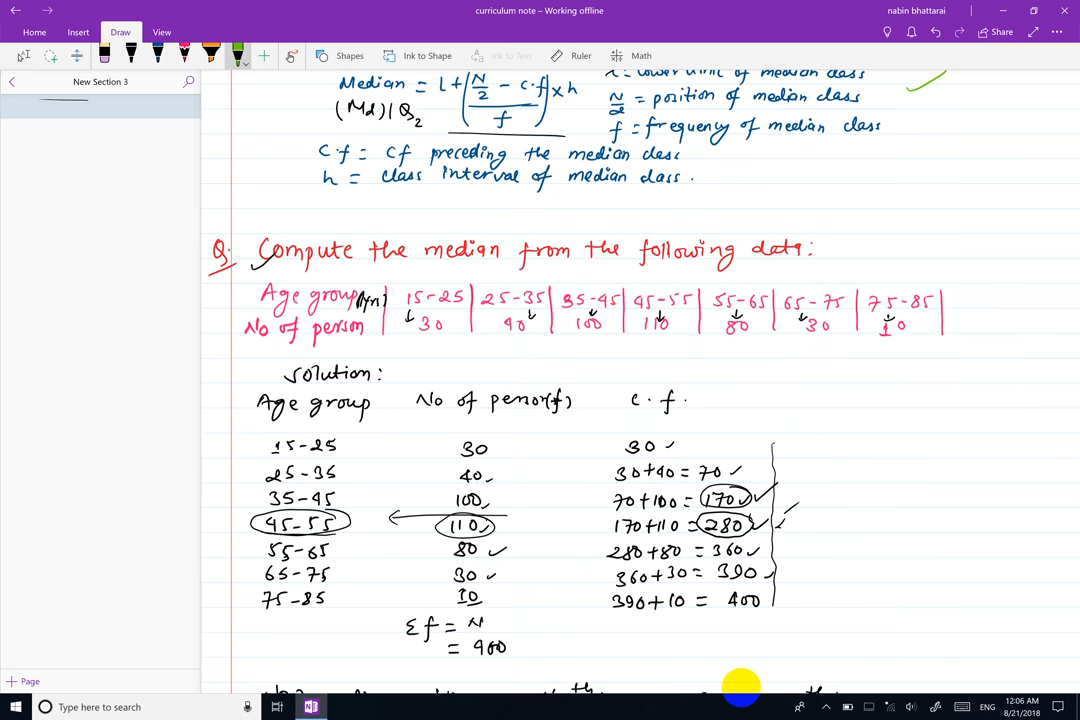 curriculum note – Working offline
nabin bhattarai
Home Insert Draw View
Share
Shapes Ink to Shape Ink to Text Ruler Math
New Section 3
+ Page
Median = l + (N/2 - c.f / f) x h
(Md) | Q2
l = lower limit of median class
N/2 = position of median class
f = frequency of median class
c.f = cf preceding the median class
h = class interval of median class.
Q. Compute the median from the following data:
Age group (yrs) | 15-25 | 25-35 | 35-45 | 45-55 | 55-65 | 65-75 | 75-85 |
No of person | 30 | 40 | 100 | 110 | 80 | 30 | 10 |
Solution:
Age group No of person(f) c.f.
15-25 30 30
25-35 40 30+40 = 70
35-45 100 70+100 = 170
45-55 110 170+110 = 280
55-65 80 280+80 = 360
65-75 30 360+30 = 390
75-85 10 390+10 = 400
Σf = N
= 400
Type here to search
ENG
12:06 AM
8/21/2018